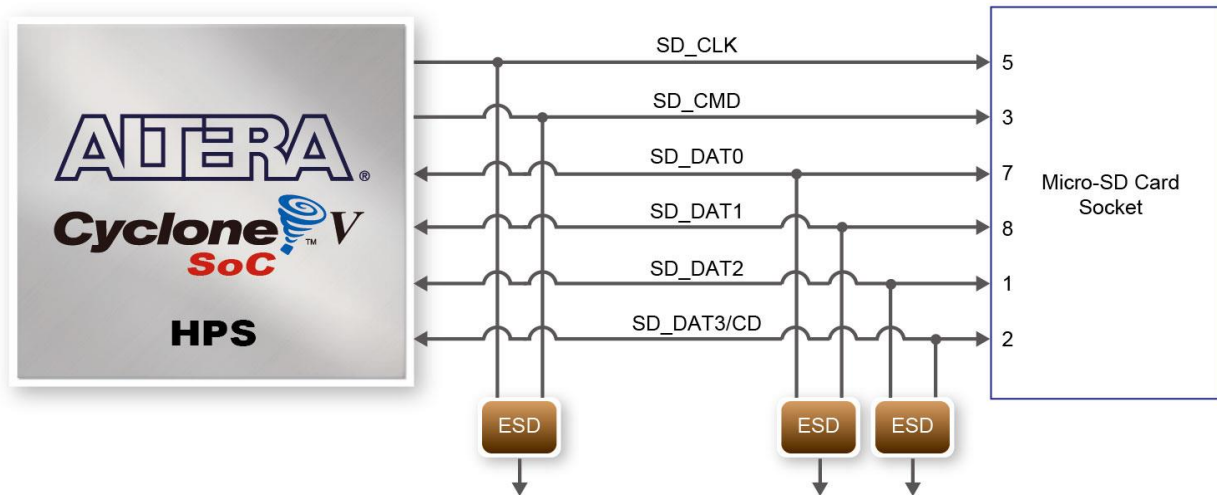 ALTERA®
Cyclone™ V
SoC
HPS
SD_CLK
SD_CMD
SD_DAT0
SD_DAT1
SD_DAT2
SD_DAT3/CD
5
3
7
8
1
2
Micro-SD Card
Socket
ESD
ESD
ESD